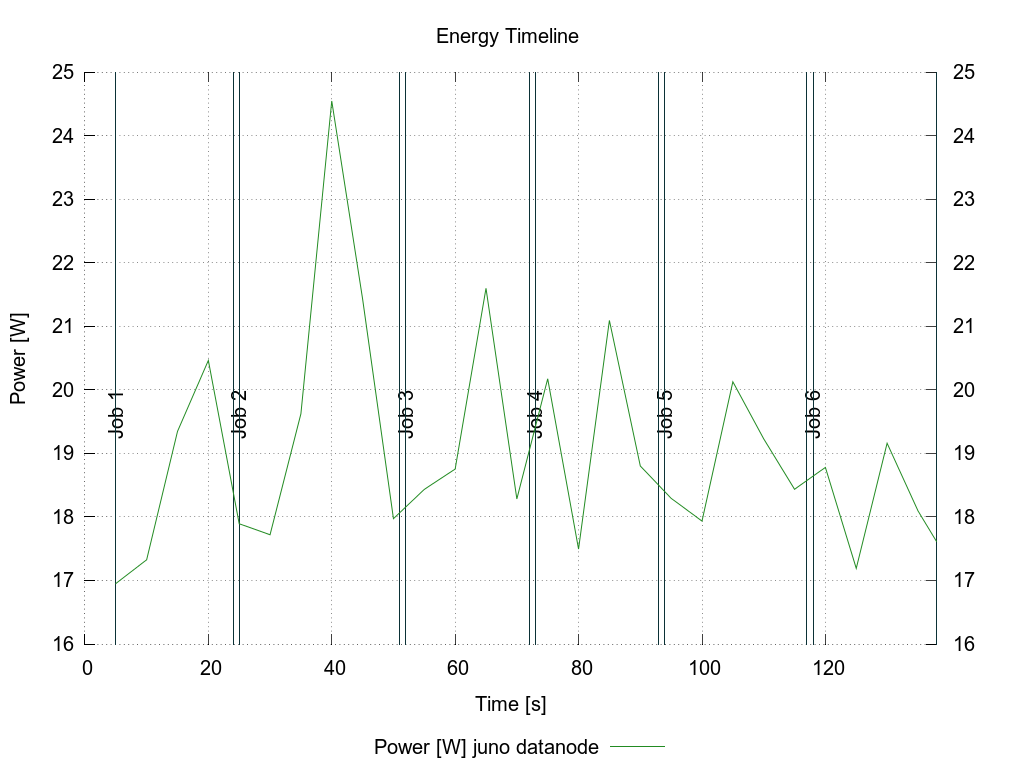 Energy Timeline
25 25
24 24
23 23
22 22
21 21
20 20
19 19
18 18
17 17
16 16
Power [W]
Job 1 Job 2 Job 3 Job 4 Job 5 Job 6
0 20 40 60 80 100 120
Time [s]
Power [W] juno datanode